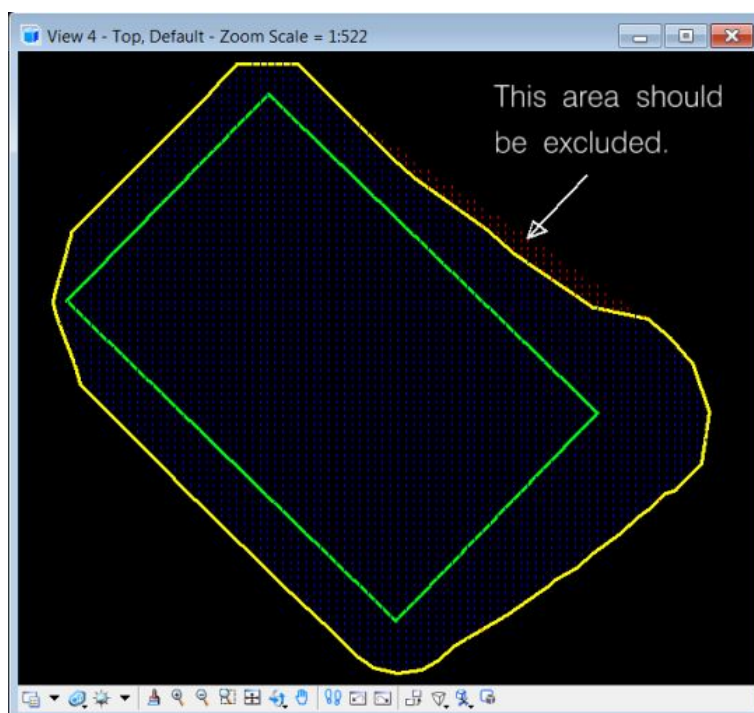 View 4 - Top, Default - Zoom Scale = 1:522
This area should
be excluded.